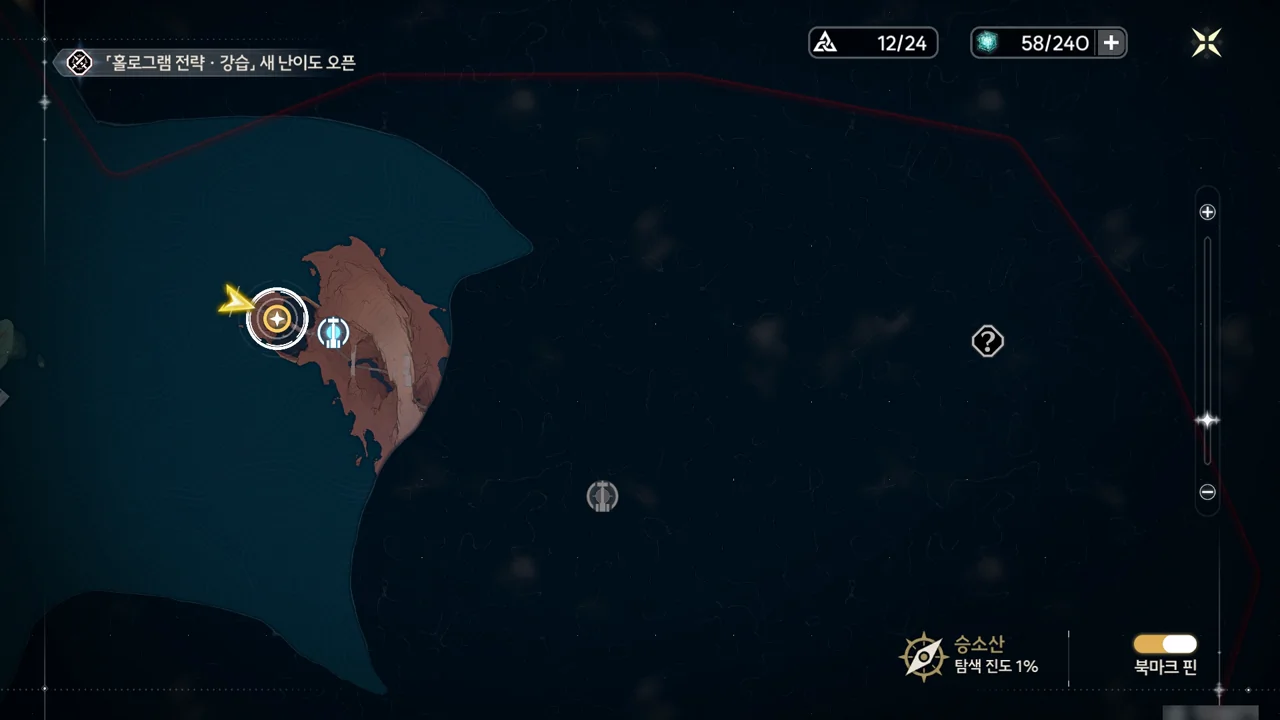 「홀로그램 전략 · 강습」 새 난이도 오픈
12/24
58/240
승소산
탐색 진도 1%
북마크 핀